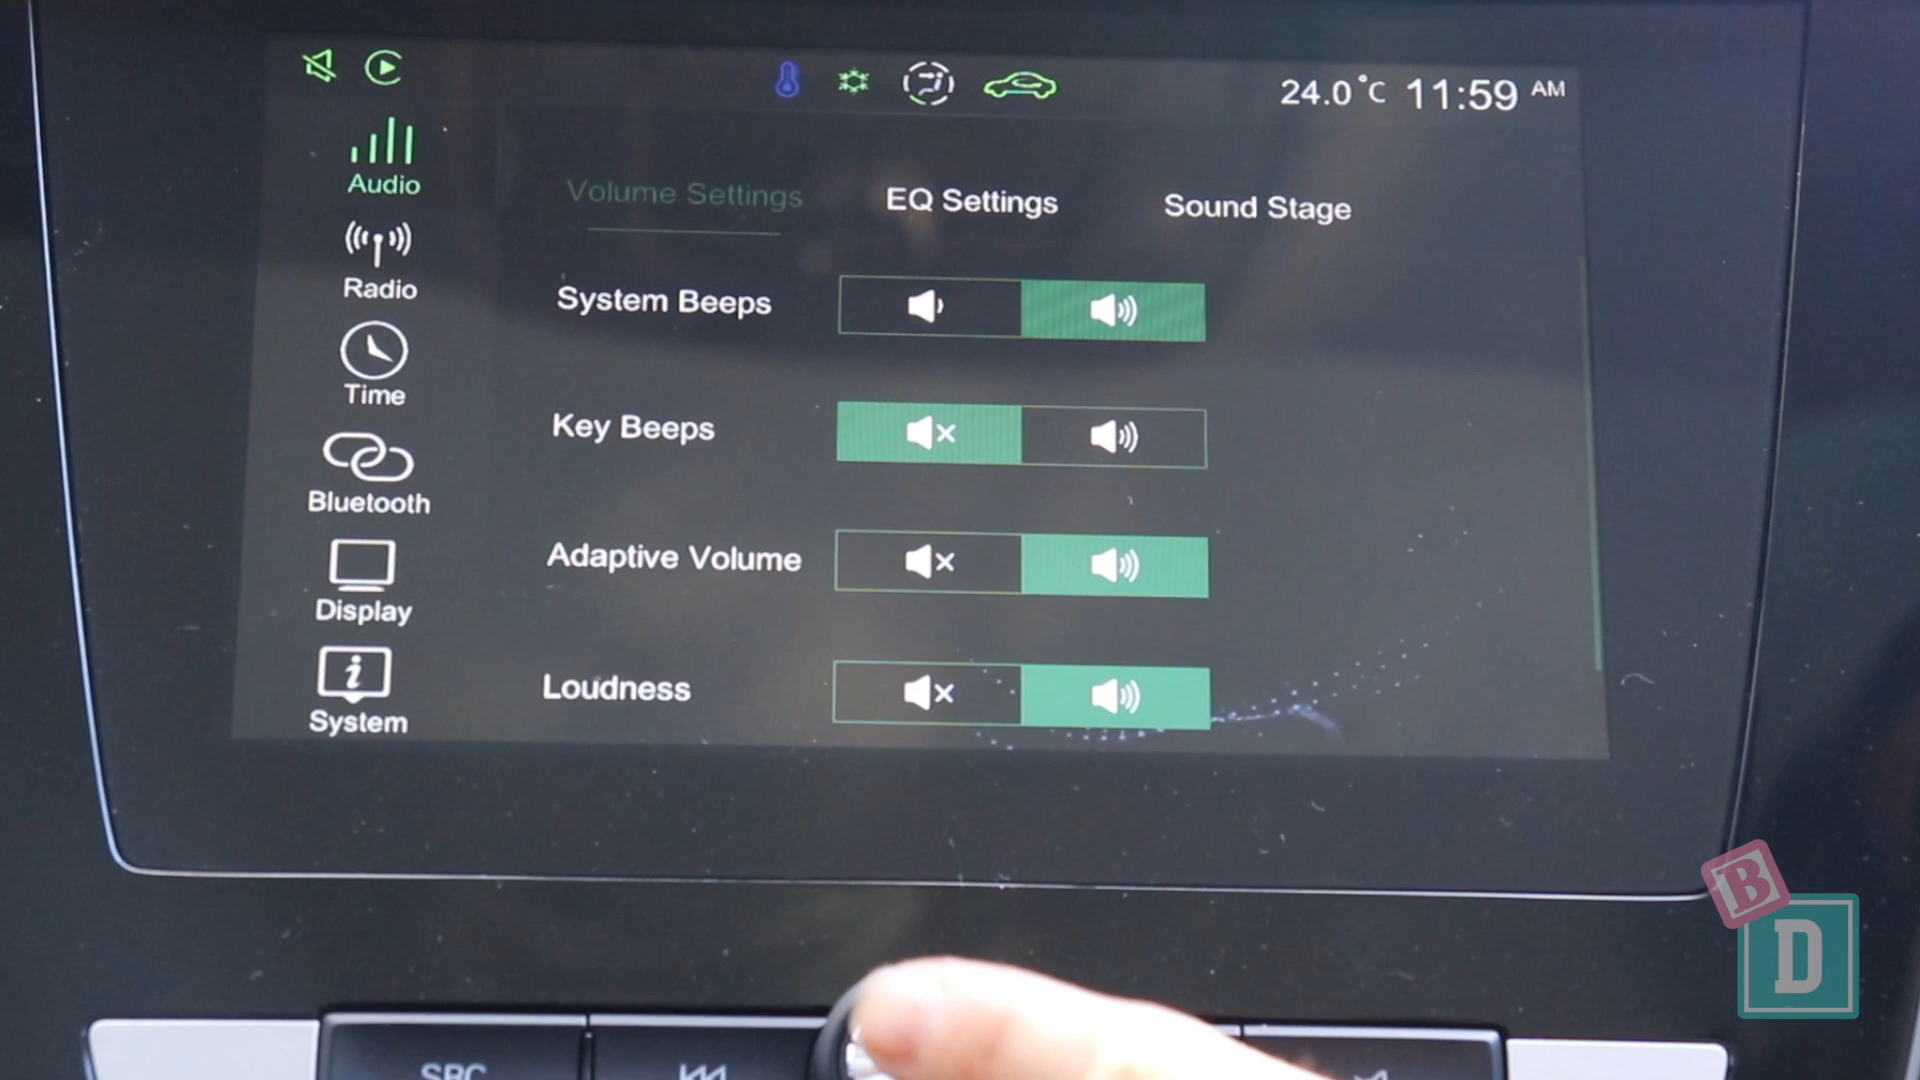 24.0°C 11:59 AM
Audio
Volume Settings EQ Settings Sound Stage
Radio
System Beeps
Time
Key Beeps
Bluetooth
Adaptive Volume
Display
Loudness
System
B
D
SRC